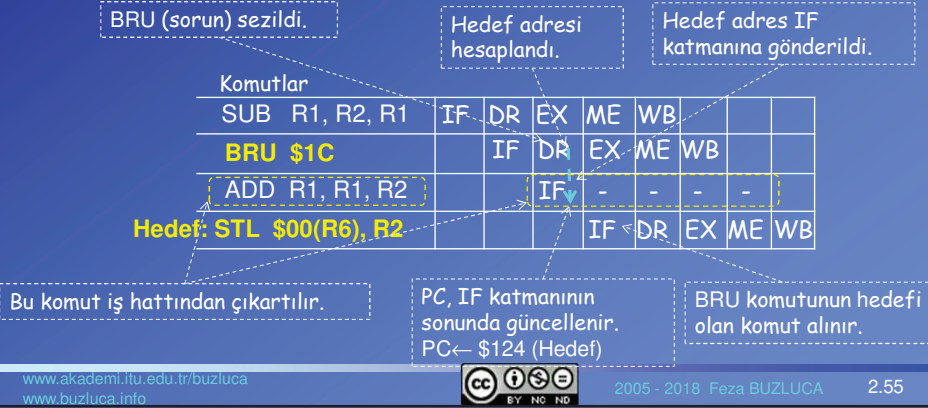 BRU (sorun) sezildi.
Hedef adresi
hesaplandı.
Hedef adres IF
katmanına gönderildi.
Komutlar
SUB R1, R2, R1 IF DR EX ME WB
BRU $1C IF DR EX ME WB
ADD R1, R1, R2 IF - - - -
Hedef: STL $00(R6), R2 IF DR EX ME WB
Bu komut iş hattından çıkartılır.
PC, IF katmanının
sonunda güncellenir.
PC← $124 (Hedef)
BRU komutunun hedefi
olan komut alınır.
www.akademi.itu.edu.tr/buzluca
www.buzluca.info
cc BY NC ND
2005 - 2018 Feza BUZLUCA
2.55